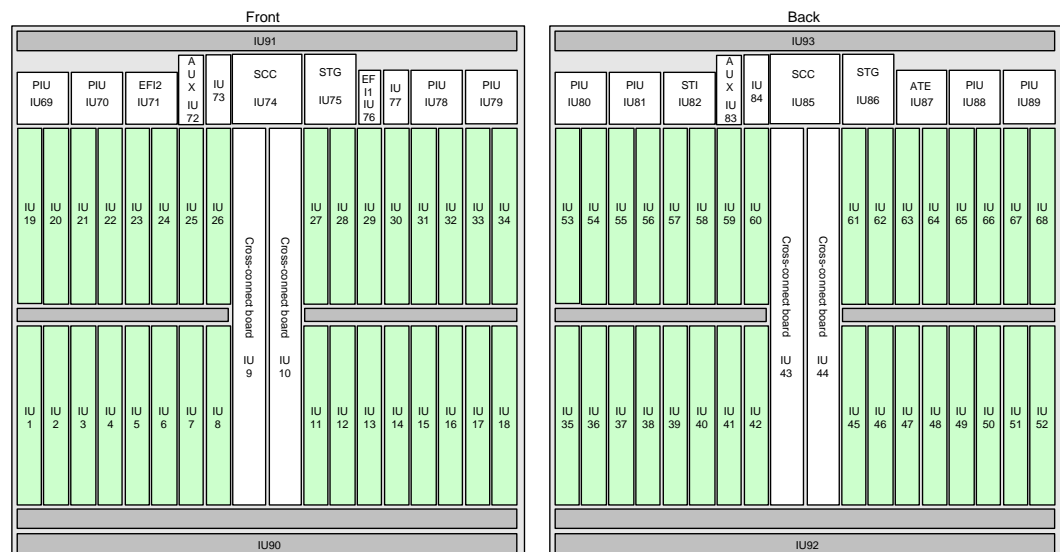 Front
IU91
PIU
IU69
PIU
IU70
EFI2
IU71
A
U
X
IU
72
IU
73
SCC
IU74
STG
IU75
EF
I1
IU
76
IU
77
PIU
IU78
PIU
IU79
IU
19
IU
20
IU
21
IU
22
IU
23
IU
24
IU
25
IU
26
Cross-connect board IU
9
Cross-connect board IU
10
IU
27
IU
28
IU
29
IU
30
IU
31
IU
32
IU
33
IU
34
IU
1
IU
2
IU
3
IU
4
IU
5
IU
6
IU
7
IU
8
IU
11
IU
12
IU
13
IU
14
IU
15
IU
16
IU
17
IU
18
IU90
Back
IU93
PIU
IU80
PIU
IU81
STI
IU82
A
U
X
IU
83
IU
84
SCC
IU85
STG
IU86
ATE
IU87
PIU
IU88
PIU
IU89
IU
53
IU
54
IU
55
IU
56
IU
57
IU
58
IU
59
IU
60
Cross-connect board IU
43
Cross-connect board IU
44
IU
61
IU
62
IU
63
IU
64
IU
65
IU
66
IU
67
IU
68
IU
35
IU
36
IU
37
IU
38
IU
39
IU
40
IU
41
IU
42
IU
45
IU
46
IU
47
IU
48
IU
49
IU
50
IU
51
IU
52
IU92